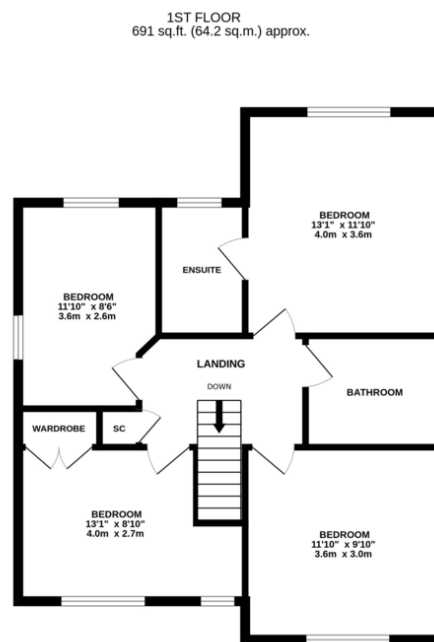 1ST FLOOR
691 sq.ft. (64.2 sq.m.) approx.
BEDROOM
13'1" x 11'10"
4.0m x 3.6m
ENSUITE
BEDROOM
11'10" x 8'6"
3.6m x 2.6m
LANDING
DOWN
BATHROOM
WARDROBE
SC
BEDROOM
13'1" x 8'10"
4.0m x 2.7m
BEDROOM
11'10" x 9'10"
3.6m x 3.0m